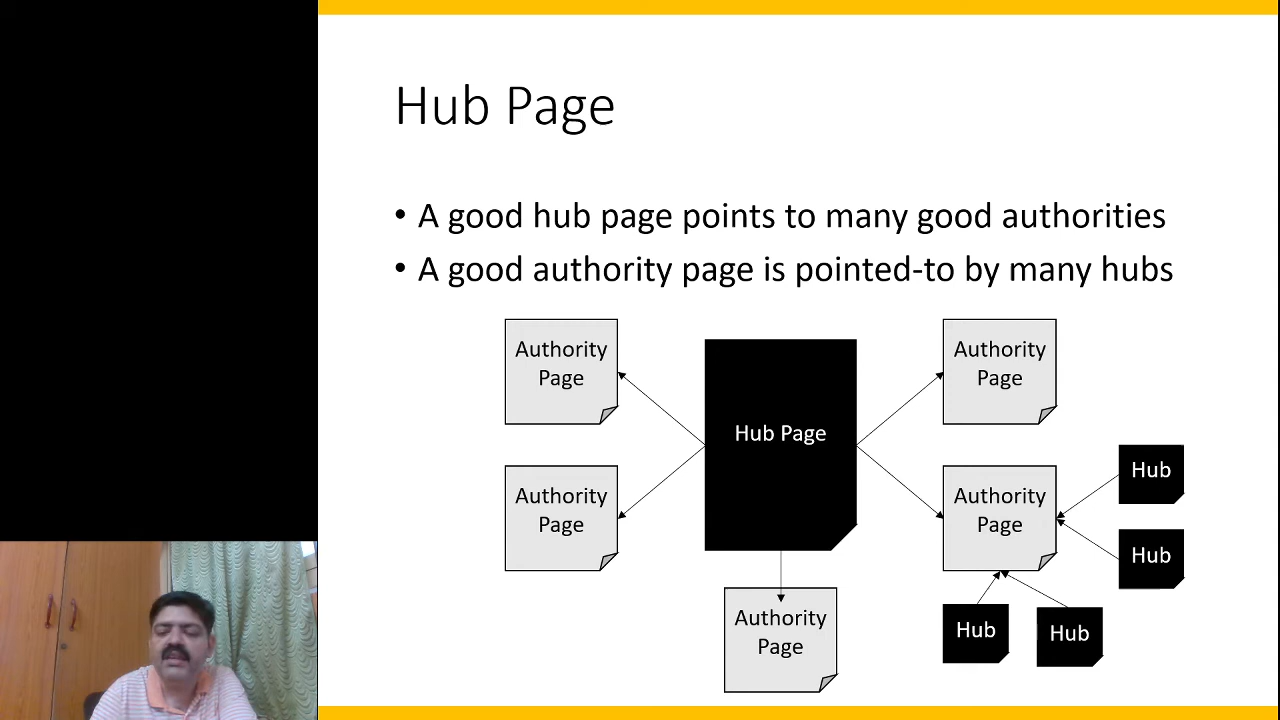 Hub Page
• A good hub page points to many good authorities
• A good authority page is pointed-to by many hubs
Authority
Page
Hub Page
Authority
Page
Authority
Page
Authority
Page
Hub
Hub
Authority
Page
Hub
Hub